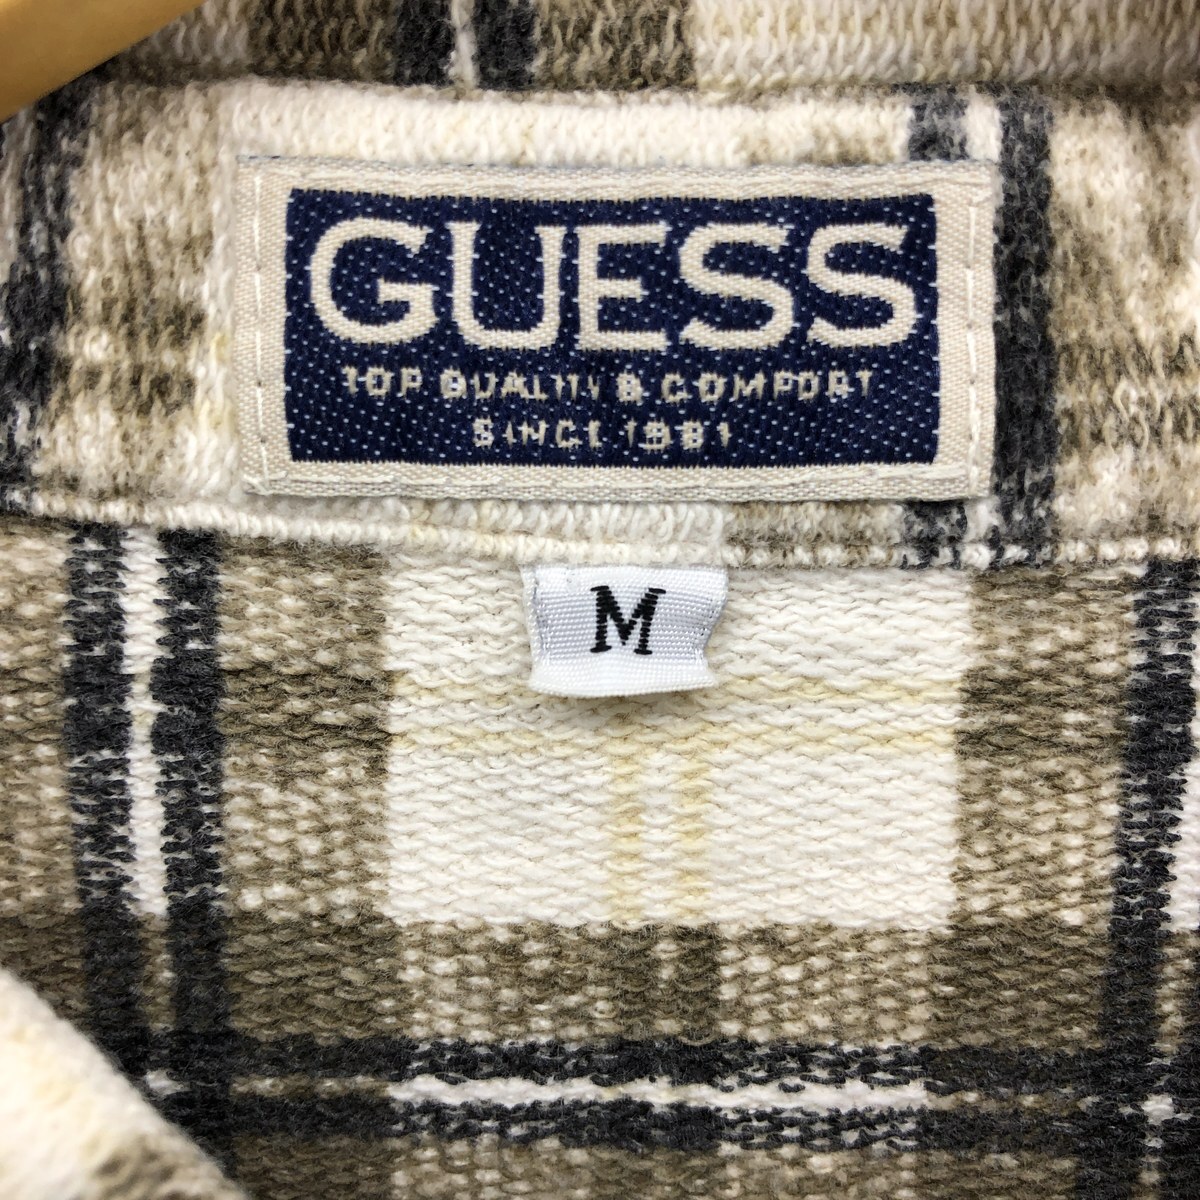 GUESS
TOP QUALITY & COMFORT
SINCE 1981
M